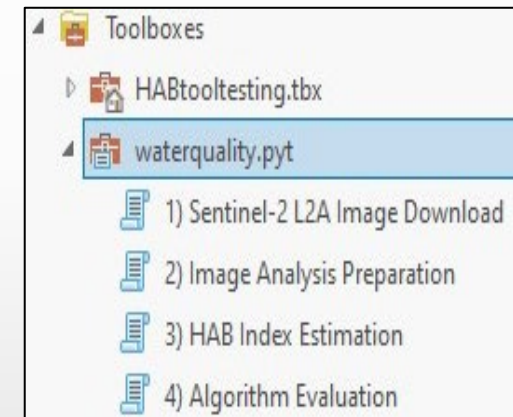 Toolboxes
HABtooltesting.tbx
waterquality.pyt
1) Sentinel-2 L2A Image Download
2) Image Analysis Preparation
3) HAB Index Estimation
4) Algorithm Evaluation